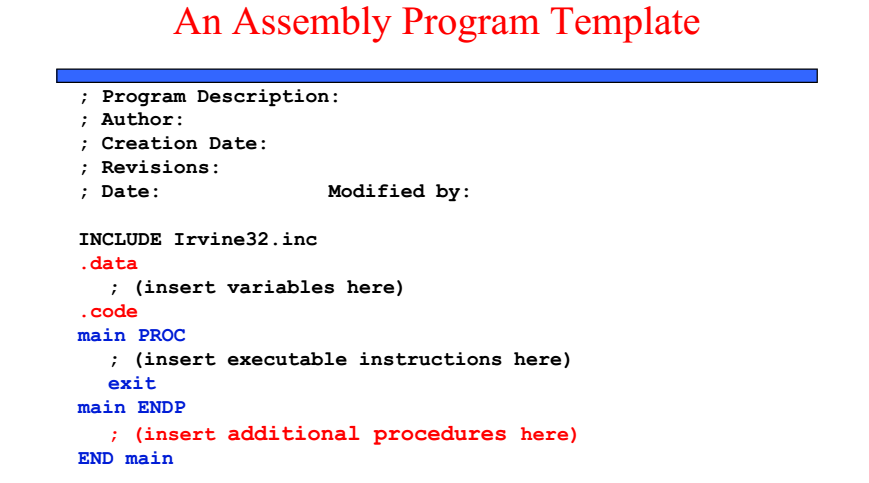 An Assembly Program Template
; Program Description:
; Author:
; Creation Date:
; Revisions:
; Date: Modified by:
INCLUDE Irvine32.inc
.data
; (insert variables here)
.code
main PROC
; (insert executable instructions here)
exit
main ENDP
; (insert additional procedures here)
END main